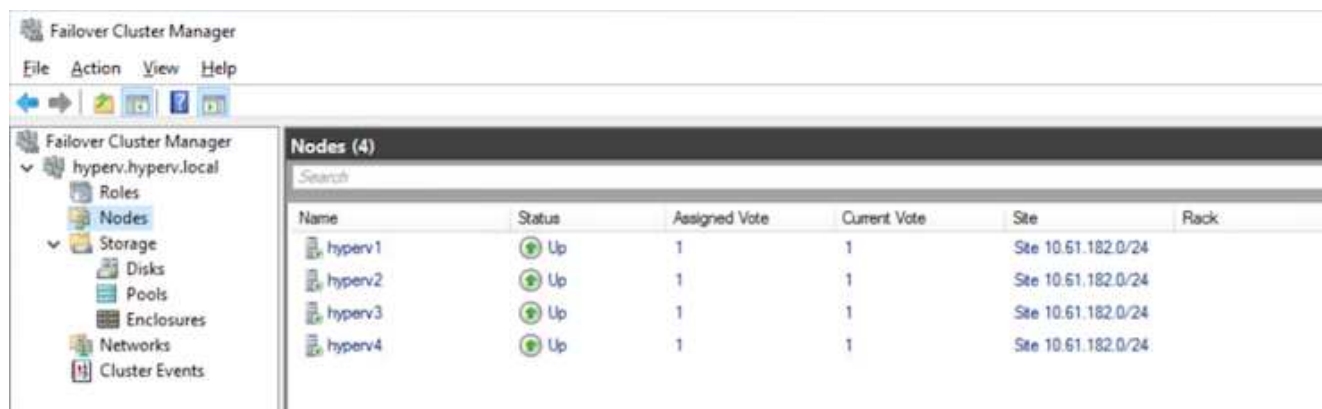 Failover Cluster Manager
File Action View Help
Failover Cluster Manager
hyperv.hyperv.local
Roles
Nodes
Storage
Disks
Pools
Enclosures
Networks
Cluster Events
Nodes (4)
Search
Name Status Assigned Vote Current Vote Site Rack
hyperv1 Up 1 1 Site 10.61.182.0/24
hyperv2 Up 1 1 Site 10.61.182.0/24
hyperv3 Up 1 1 Site 10.61.182.0/24
hyperv4 Up 1 1 Site 10.61.182.0/24